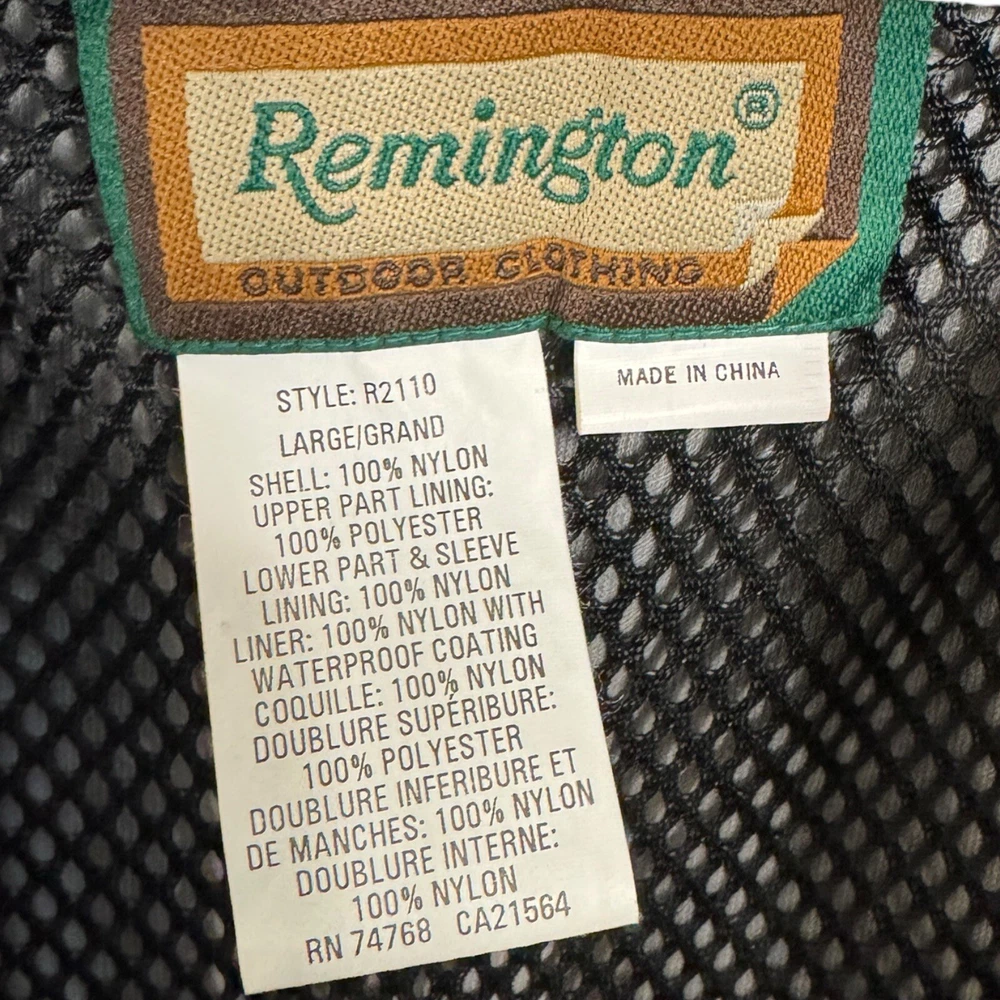 Remington®
OUTDOOR CLOTHING
STYLE: R2110
LARGE/GRAND
SHELL: 100% NYLON
UPPER PART LINING:
100% POLYESTER
LOWER PART & SLEEVE
LINING: 100% NYLON
LINER: 100% NYLON WITH
WATERPROOF COATING
COQUILLE: 100% NYLON
DOUBLURE SUPÉRIBURE:
100% POLYESTER
DOUBLURE INFERIBURE ET
DE MANCHES: 100% NYLON
DOUBLURE INTERNE:
100% NYLON
RN 74768 CA21564
MADE IN CHINA